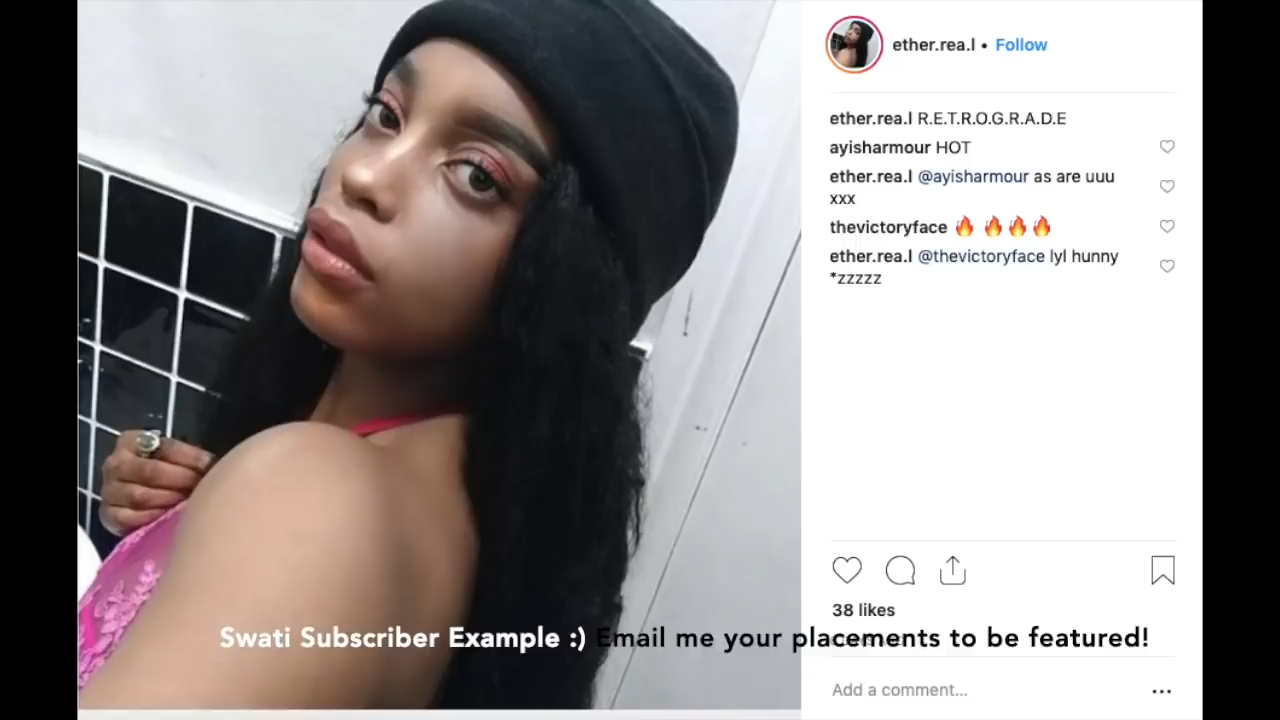 ether.rea.l • Follow
ether.rea.l R.E.T.R.O.G.R.A.D.E
ayisharmour HOT
ether.rea.l @ayisharmour as are uuu
xxx
thevictoryface 🔥 🔥🔥🔥
ether.rea.l @thevictoryface lyl hunny
*zzzzz
38 likes
Swati Subscriber Example :) Email me your placements to be featured!
Add a comment...